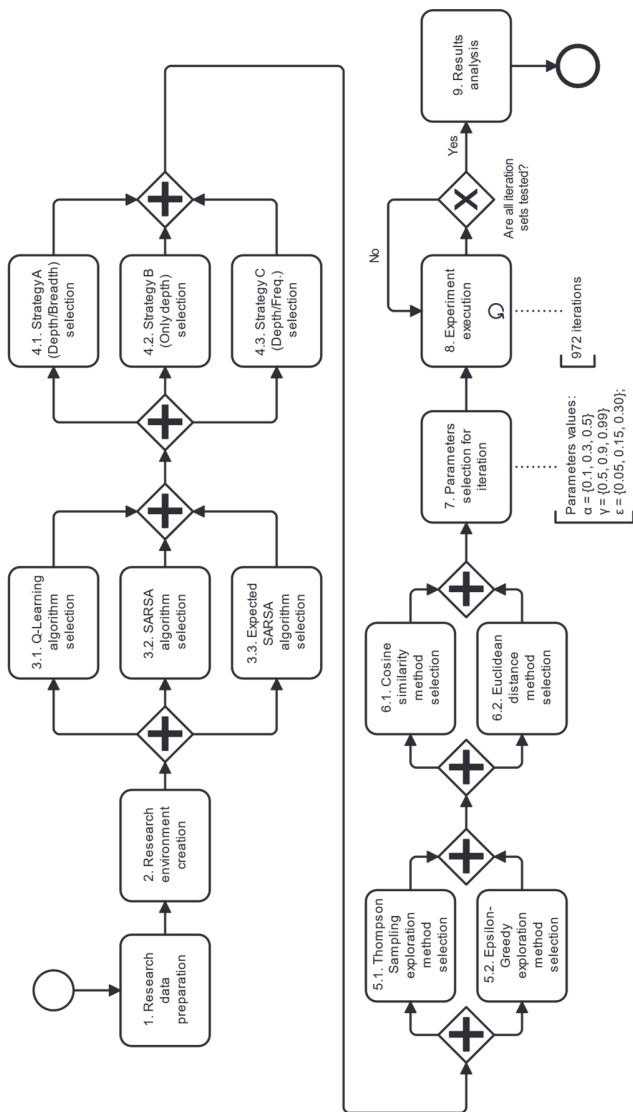 1. Research
data
preparation
2. Research
environment
creation
3.1. Q-Learning
algorithm
selection
3.2. SARSA
algorithm
selection
3.3. Expected
SARSA
algorithm
selection
4.1. Strategy A
(Depth/Breadth)
selection
4.2. Strategy B
(Only depth)
selection
4.3. Strategy C
(Depth/Freq.)
selection
5.1. Thompson
Sampling
exploration
method
selection
5.2. Epsilon-
Greedy
exploration
method
selection
6.1. Cosine
similarity
method
selection
6.2. Euclidean
distance
method
selection
7. Parameters
selection for
iteration
Parameters values:
α = {0.1, 0.3, 0.5}
γ = {0.5, 0.9, 0.99}
ε = {0.05, 0.15, 0.30};
8. Experiment
execution
972 iterations
No
Are all iteration
sets tested?
Yes
9. Results
analysis